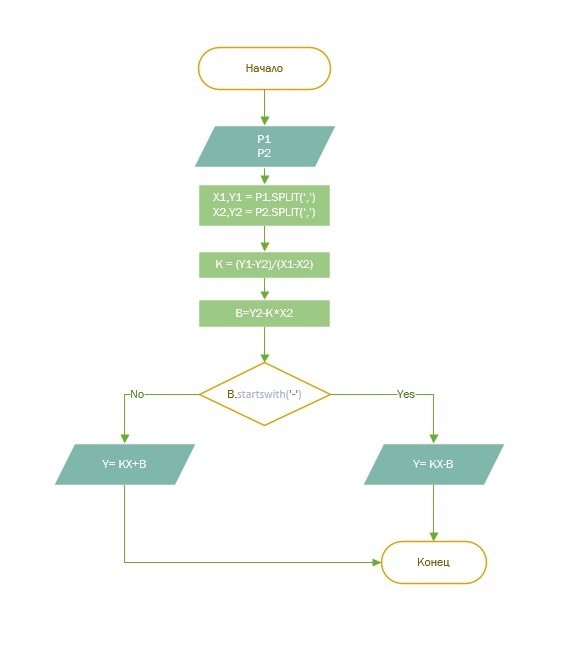 Начало
P1
P2
X1,Y1 = P1.SPLIT(',')
X2,Y2 = P2.SPLIT(',')
K = (Y1-Y2)/(X1-X2)
B=Y2-K*X2
B.startswith('-')
No
Yes
Y= KX+B
Y= KX-B
Конец